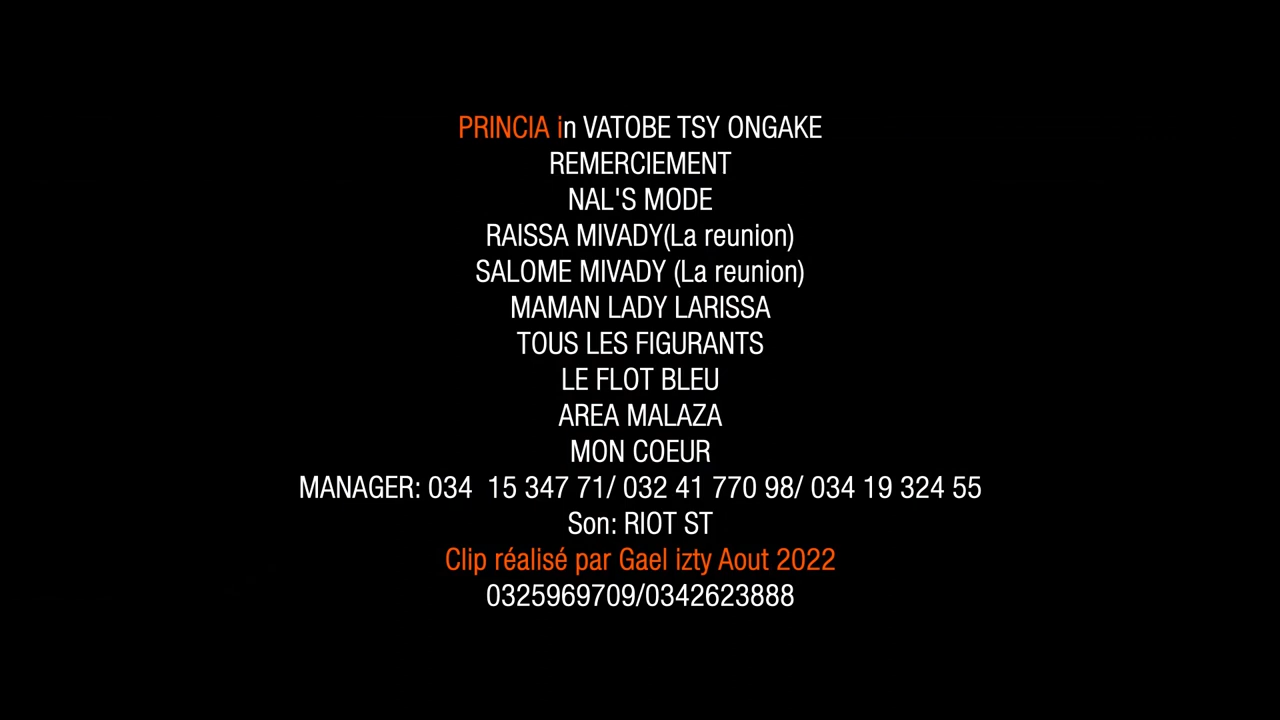 PRINCIA in VATOBE TSY ONGAKE
REMERCIEMENT
NAL'S MODE
RAISSA MIVADY(La reunion)
SALOME MIVADY (La reunion)
MAMAN LADY LARISSA
TOUS LES FIGURANTS
LE FLOT BLEU
AREA MALAZA
MON COEUR
MANAGER: 034  15 347 71/ 032 41 770 98/ 034 19 324 55
Son: RIOT ST
Clip réalisé par Gael izty Aout 2022
0325969709/0342623888